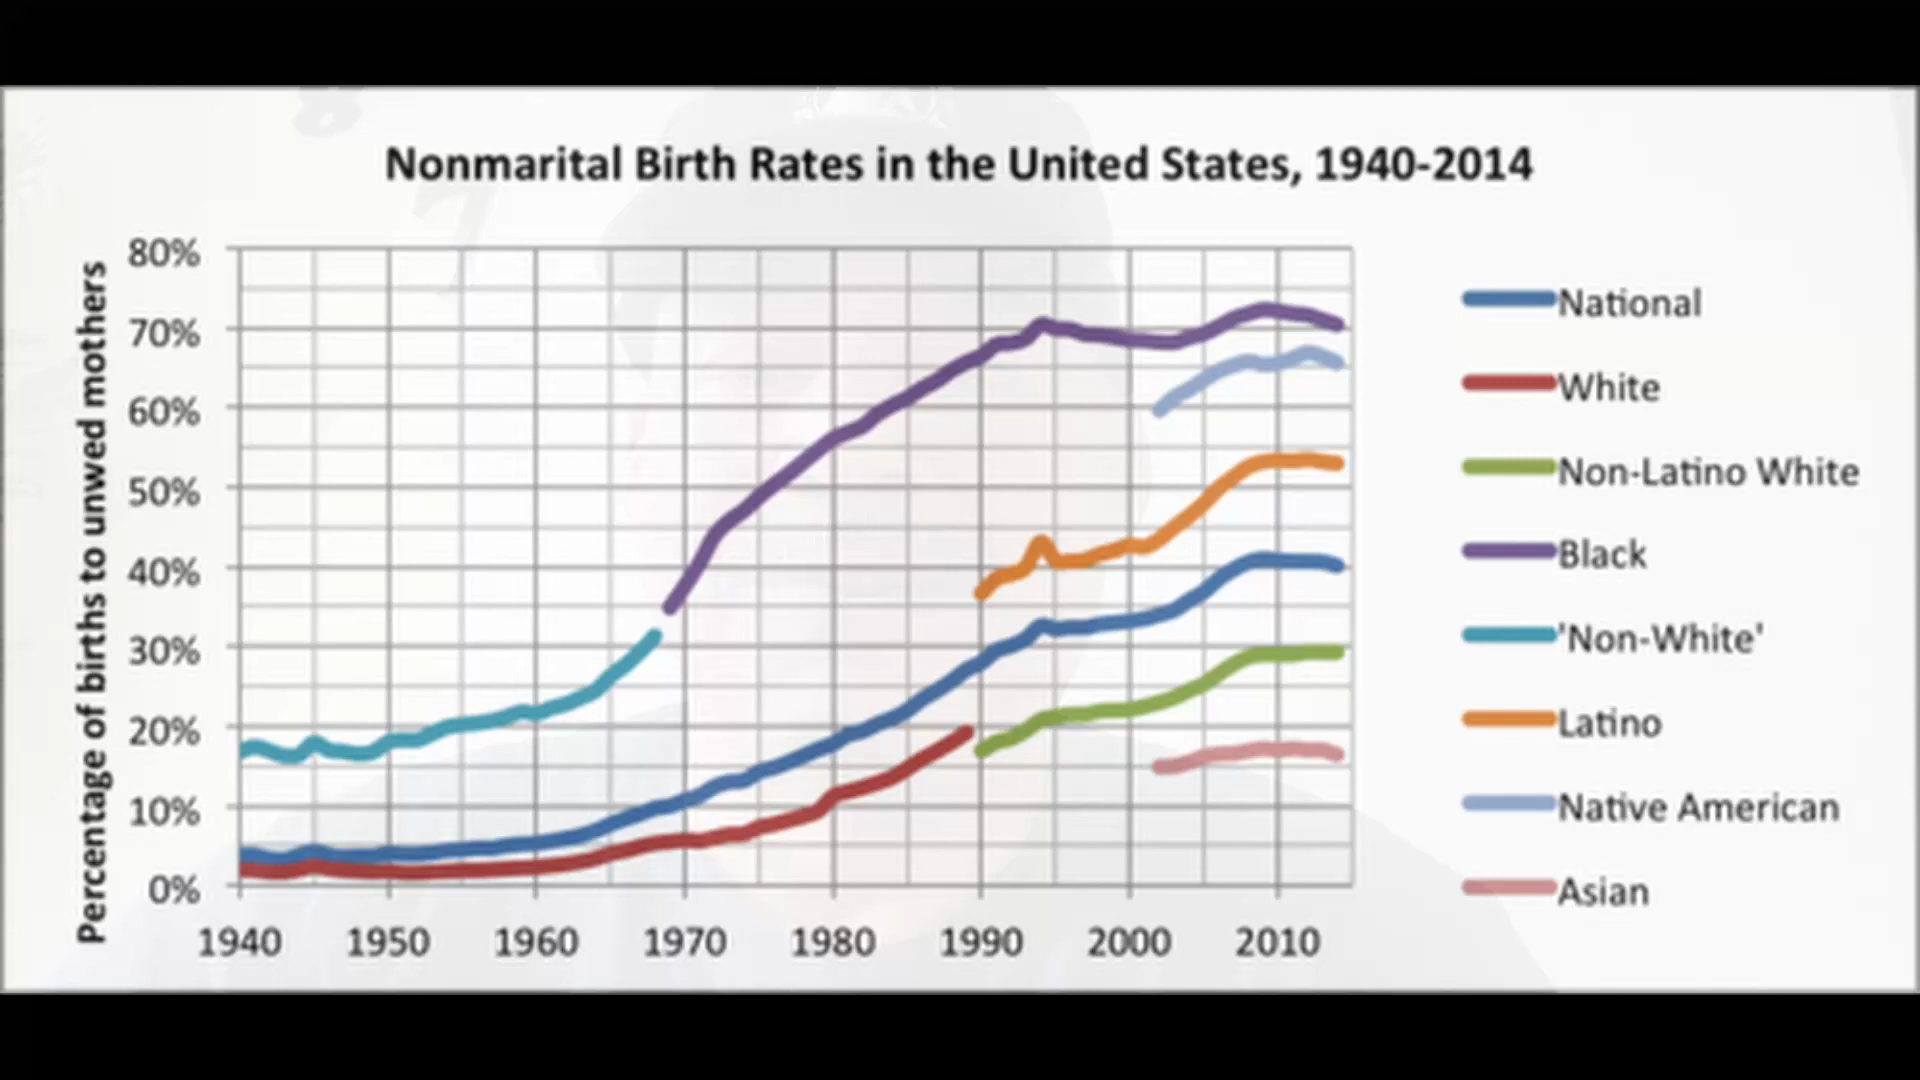 Nonmarital Birth Rates in the United States, 1940-2014
Percentage of births to unwed mothers
80%
70%
60%
50%
40%
30%
20%
10%
0%
1940 1950 1960 1970 1980 1990 2000 2010
National
White
Non-Latino White
Black
'Non-White'
Latino
Native American
Asian